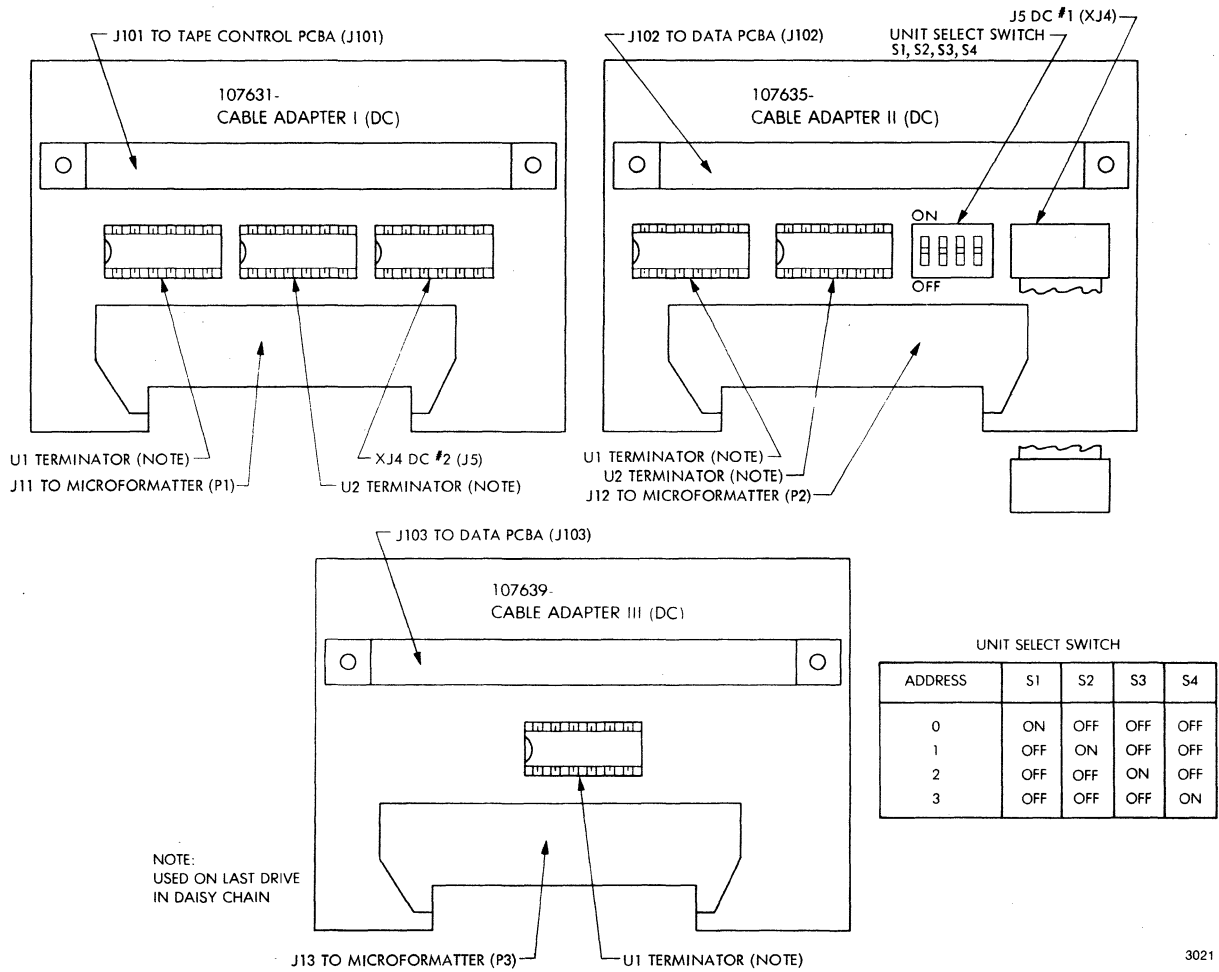 J101 TO TAPE CONTROL PCBA (J101)
107631-
CABLE ADAPTER I (DC)
U1 TERMINATOR (NOTE)
J11 TO MICROFORMATTER (P1)
XJ4 DC #2 (J5)
U2 TERMINATOR (NOTE)
J5 DC #1 (XJ4)
J102 TO DATA PCBA (J102)
UNIT SELECT SWITCH
S1, S2, S3, S4
107635-
CABLE ADAPTER II (DC)
ON
OFF
U1 TERMINATOR (NOTE)
U2 TERMINATOR (NOTE)
J12 TO MICROFORMATTER (P2)
J103 TO DATA PCBA (J103)
107639-
CABLE ADAPTER III (DC)
J13 TO MICROFORMATTER (P3)
U1 TERMINATOR (NOTE)
NOTE:
USED ON LAST DRIVE
IN DAISY CHAIN
UNIT SELECT SWITCH
ADDRESS S1 S2 S3 S4
0 ON OFF OFF OFF
1 OFF ON OFF OFF
2 OFF OFF ON OFF
3 OFF OFF OFF ON
3021